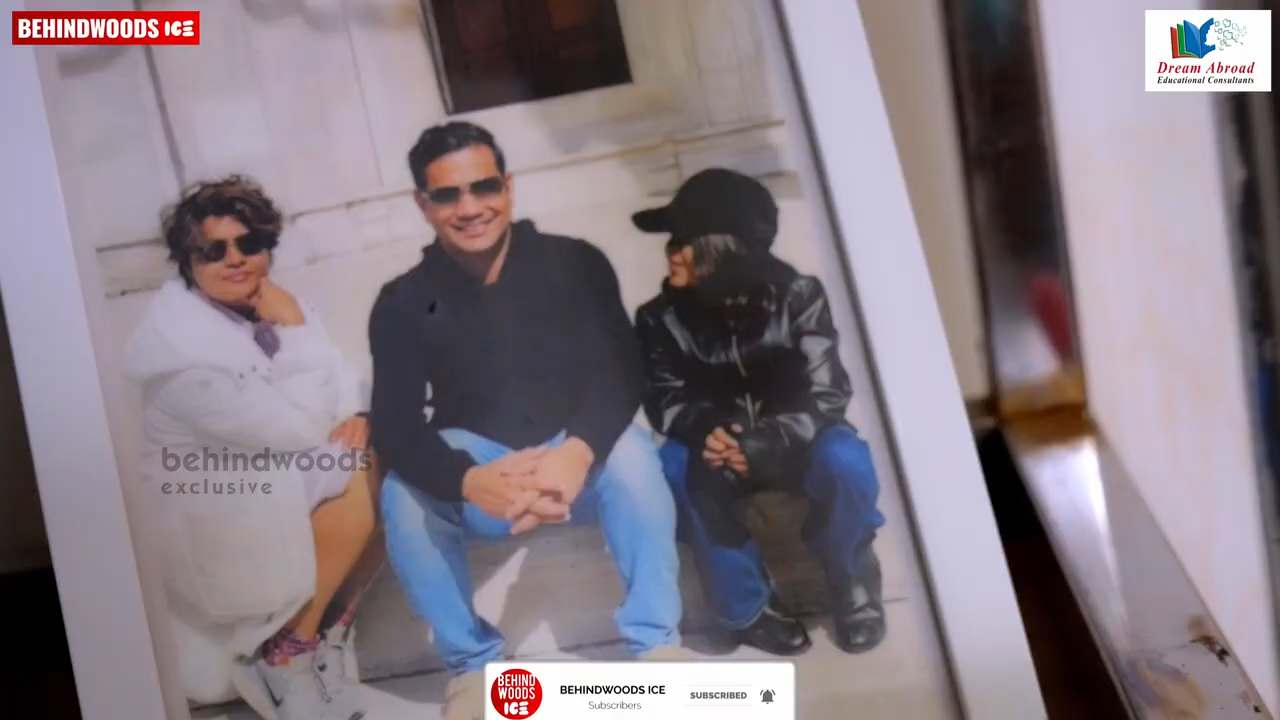 BEHINDWOODS ICE
Dream Abroad
Educational Consultants
behindwoods
exclusive
BEHIND
WOODS
ICE
BEHINDWOODS ICE
Subscribers
SUBSCRIBED